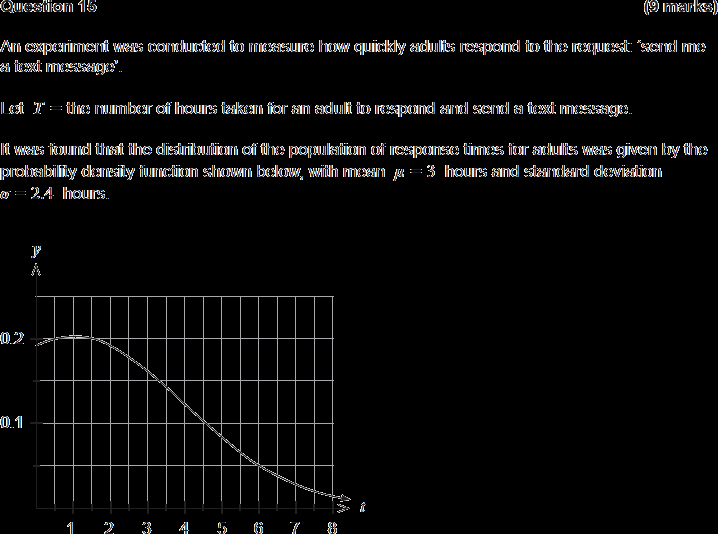 Question 15 (9 marks)
An experiment was conducted to measure how quickly adults respond to the request: ‘send me
a text message’.
Let T = the number of hours taken for an adult to respond and send a text message.
It was found that the distribution of the population of response times for adults was given by the
probability density function shown below, with mean μ = 3 hours and standard deviation
σ = 2.4 hours.
y
0.2
0.1
t
1 2 3 4 5 6 7 8